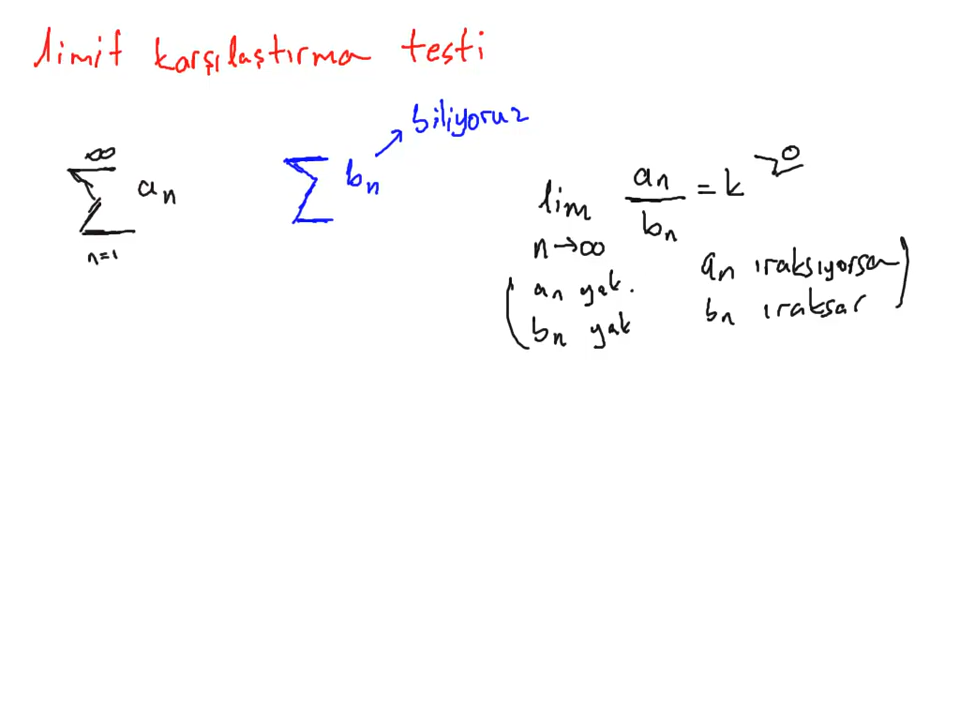 limit karşılaştırma testi
biliyoruz
∞
∑ an
n=1
∑ bn
lim an/bn = k > 0
n→∞
an yak.
bn yak
an ıraksıyorsa
bn ıraksar